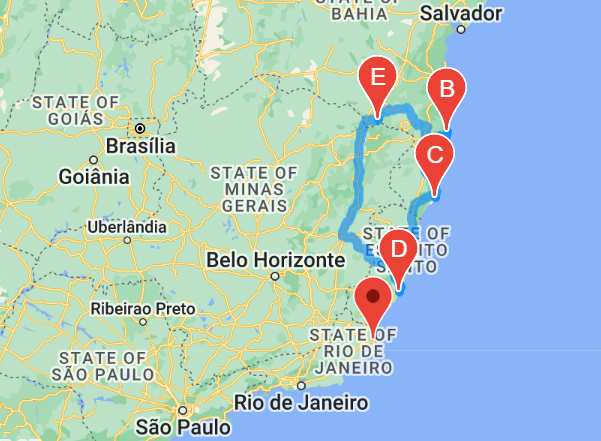 STATE OF
BAHIA
Salvador
E
B
STATE OF
GOIÁS
Brasília
C
Goiânia
STATE OF
MINAS
GERAIS
Uberlândia
STATE OF
ESPÍRITO
SANTO
D
Belo Horizonte
Ribeirao Preto
STATE OF
RIO DE
JANEIRO
STATE OF
SÃO PAULO
Rio de Janeiro
São Paulo